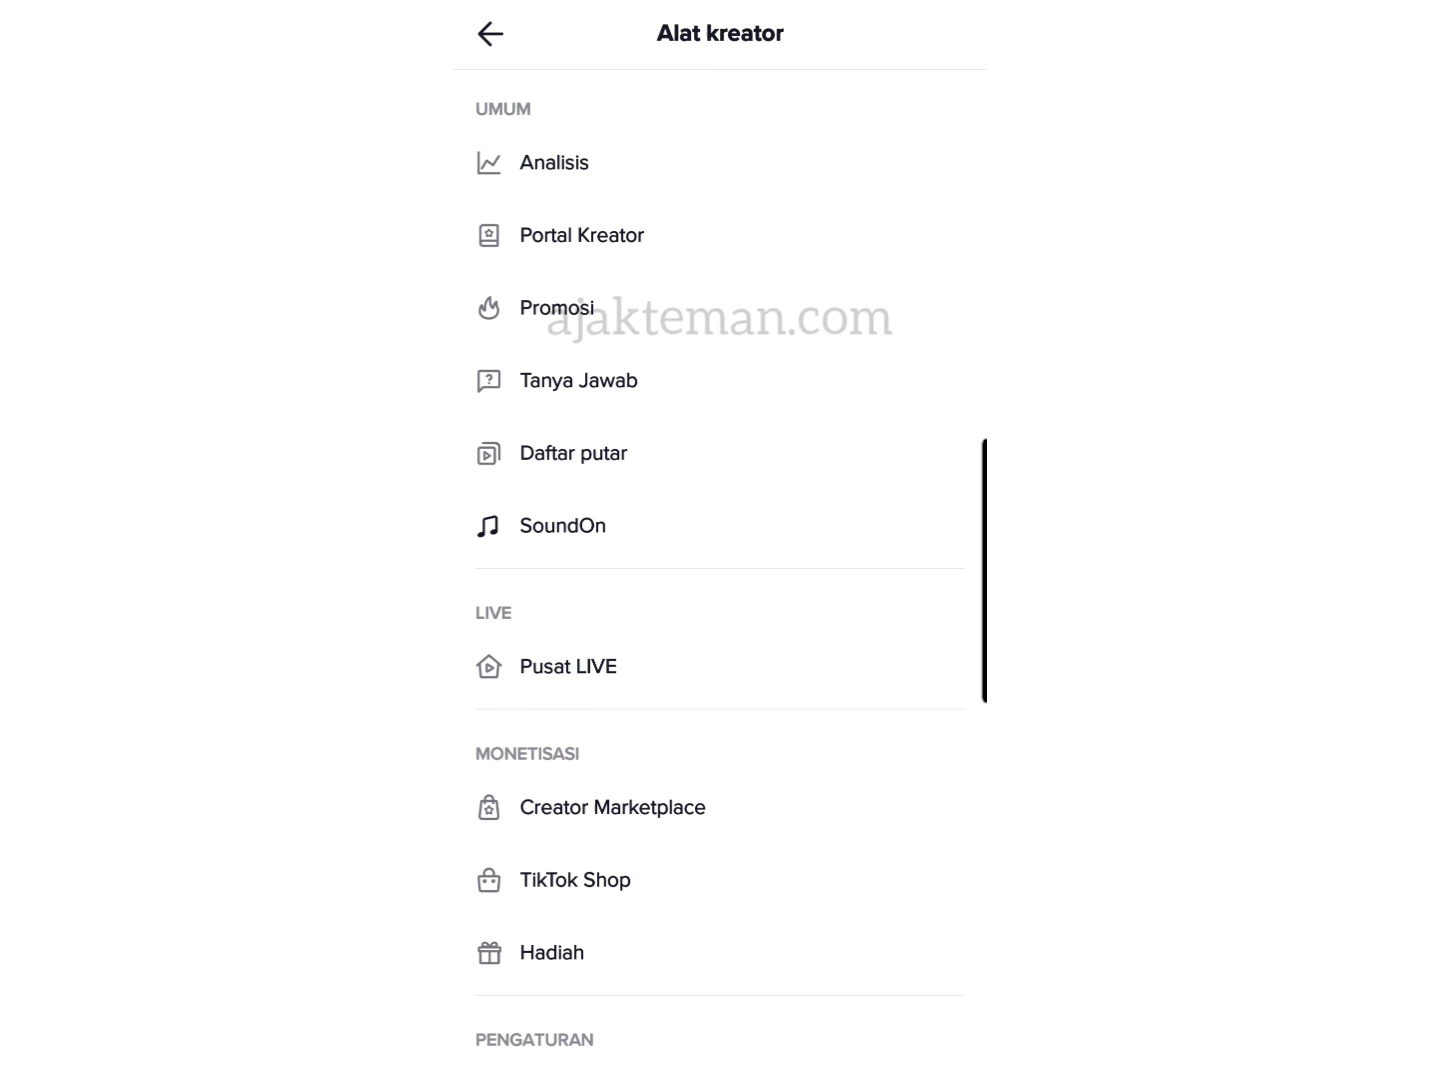 Alat kreator
UMUM
Analisis
Portal Kreator
Promosi
ajakteman.com
Tanya Jawab
Daftar putar
SoundOn
LIVE
Pusat LIVE
MONETISASI
Creator Marketplace
TikTok Shop
Hadiah
PENGATURAN